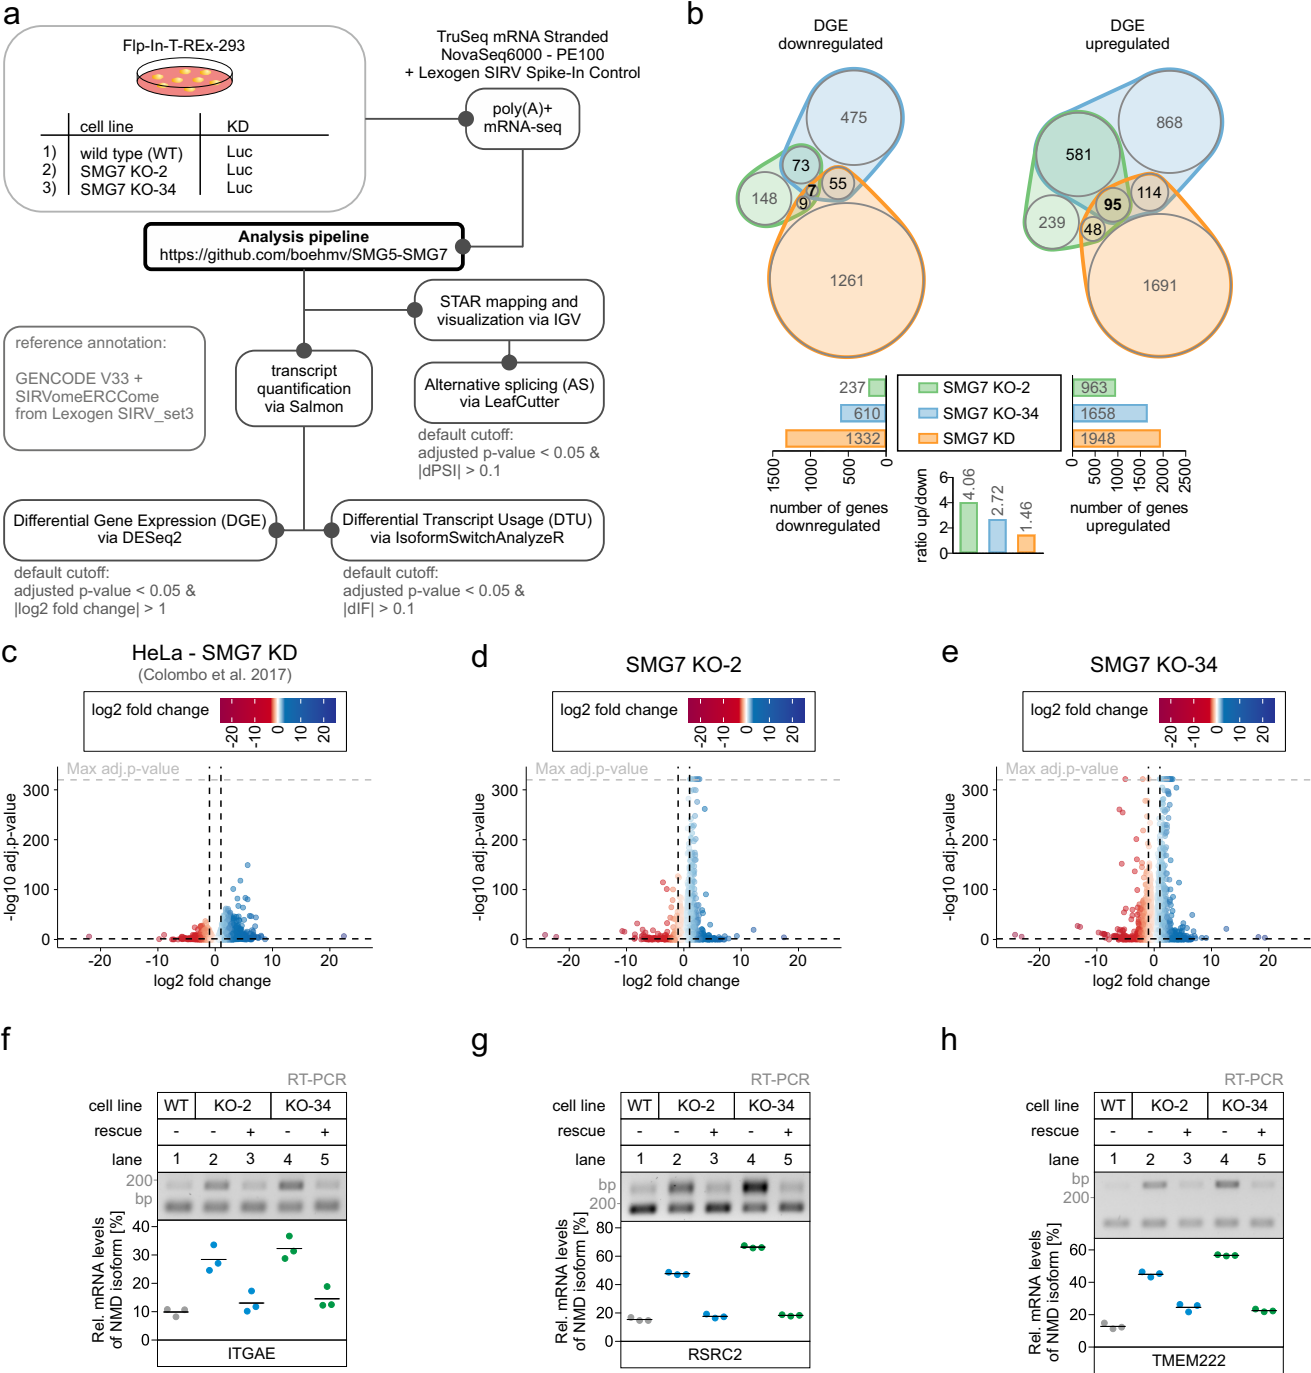 a
Flp-In-T-REx-293
cell line KD
1) wild type (WT) Luc
2) SMG7 KO-2 Luc
3) SMG7 KO-34 Luc
TruSeq mRNA Stranded
NovaSeq6000 - PE100
+ Lexogen SIRV Spike-In Control
poly(A)+
mRNA-seq
Analysis pipeline
https://github.com/boehmv/SMG5-SMG7
STAR mapping and
visualization via IGV
reference annotation:
GENCODE V33 +
SIRVomeERCCome
from Lexogen SIRV_set3
transcript
quantification
via Salmon
Alternative splicing (AS)
via LeafCutter
default cutoff:
adjusted p-value < 0.05 &
|dPSI| > 0.1
Differential Gene Expression (DGE)
via DESeq2
default cutoff:
adjusted p-value < 0.05 &
|log2 fold change| > 1
Differential Transcript Usage (DTU)
via IsoformSwitchAnalyzeR
default cutoff:
adjusted p-value < 0.05 &
|dIF| > 0.1
b
DGE
downregulated
475
73
148
7
9
55
1261
DGE
upregulated
868
581
114
95
239
48
1691
237
610
1332
1500 1000 500 0
number of genes
downregulated
SMG7 KO-2
SMG7 KO-34
SMG7 KD
963
1658
1948
0 500 1000 1500 2000 2500
number of genes
upregulated
ratio up/down
6
4
2
0
4.06
2.72
1.46
c
HeLa - SMG7 KD
(Colombo et al. 2017)
log2 fold change
-20 -10 0 10 20
Max adj.p-value
-log10 adj.p-value
300
200
100
0
-20 -10 0 10 20
log2 fold change
d
SMG7 KO-2
log2 fold change
-20 -10 0 10 20
Max adj.p-value
-log10 adj.p-value
300
200
100
0
-20 -10 0 10 20
log2 fold change
e
SMG7 KO-34
log2 fold change
-20 -10 0 10 20
Max adj.p-value
-log10 adj.p-value
300
200
100
0
-20 -10 0 10 20
log2 fold change
f
RT-PCR
cell line WT KO-2 KO-34
rescue - - + - +
lane 1 2 3 4 5
200
bp
Rel. mRNA levels
of NMD isoform [%]
40
30
20
10
0
ITGAE
g
RT-PCR
cell line WT KO-2 KO-34
rescue - - + - +
lane 1 2 3 4 5
bp
200
Rel. mRNA levels
of NMD isoform [%]
80
60
40
20
0
RSRC2
h
RT-PCR
cell line WT KO-2 KO-34
rescue - - + - +
lane 1 2 3 4 5
bp
200
Rel. mRNA levels
of NMD isoform [%]
60
40
20
0
TMEM222